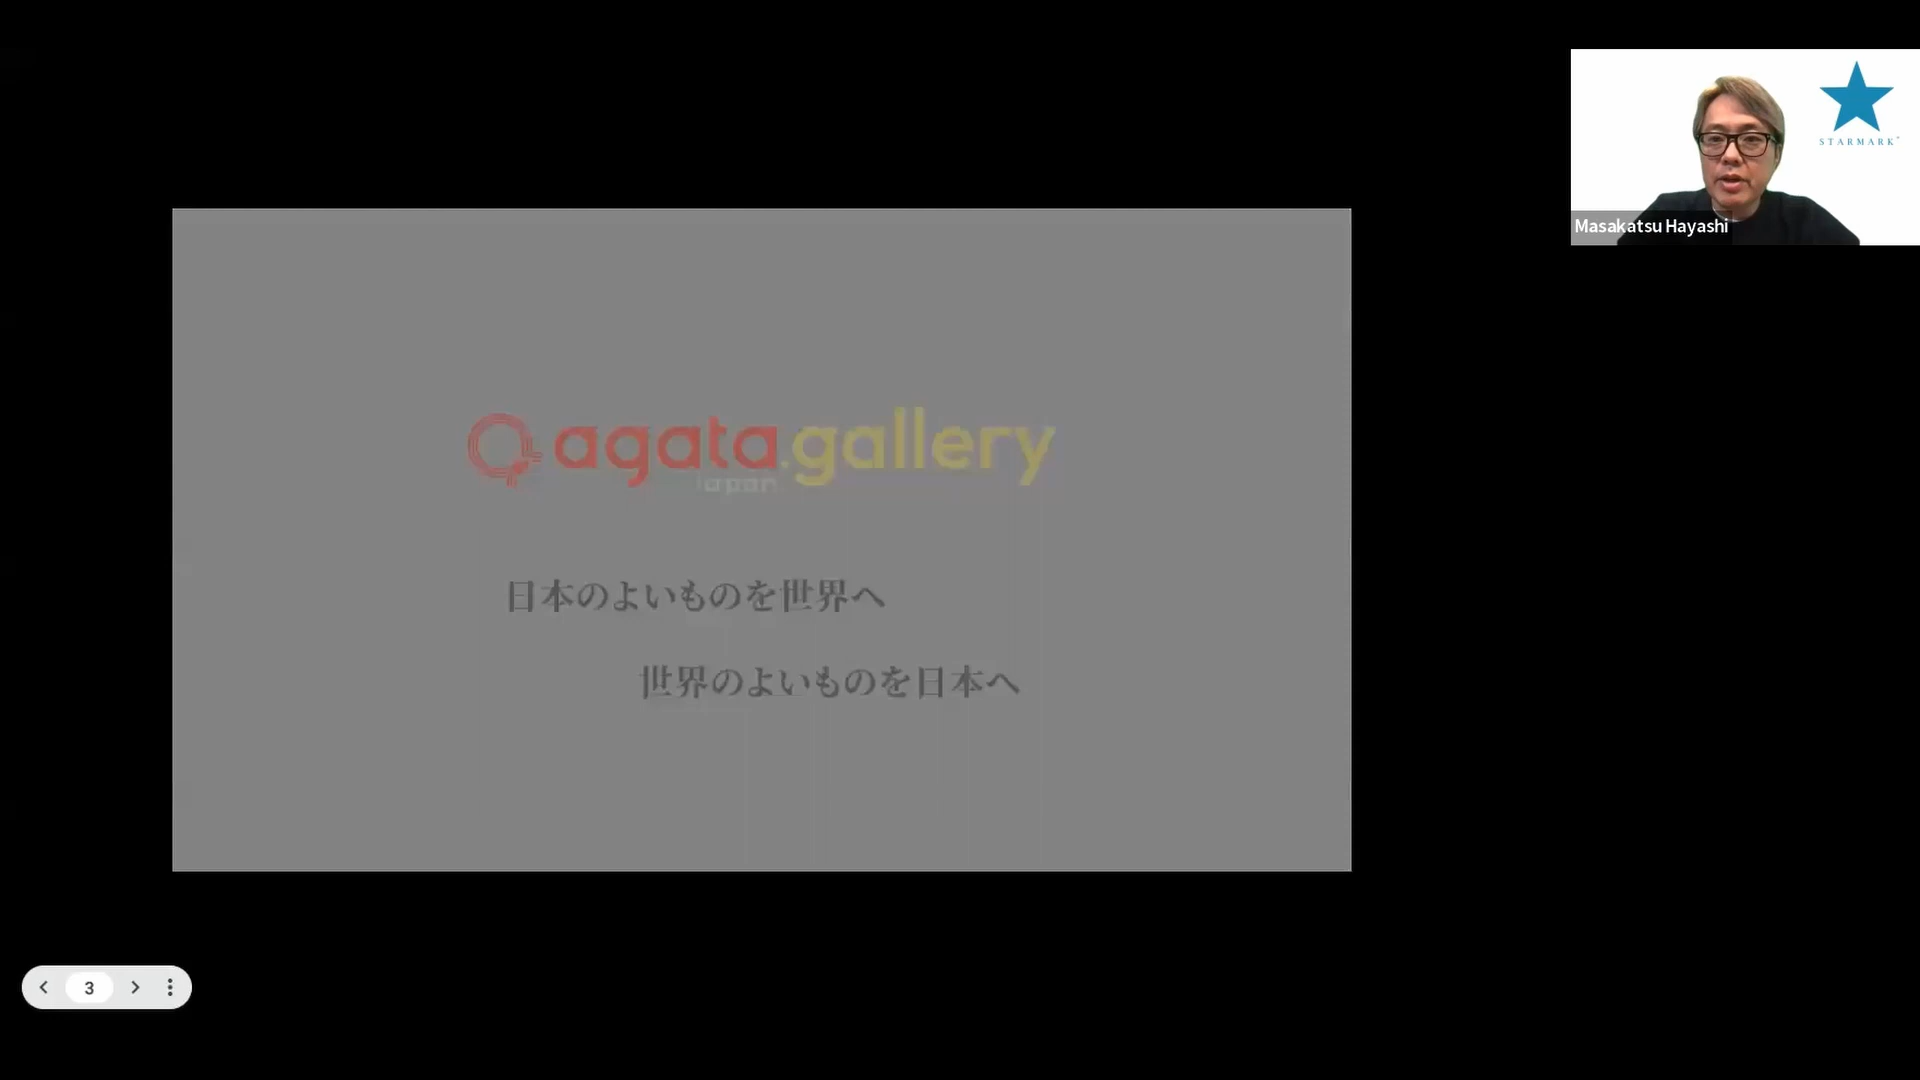 STARMARK
Masakatsu Hayashi
agata.gallery
Japan
日本のよいものを世界へ
世界のよいものを日本へ
3